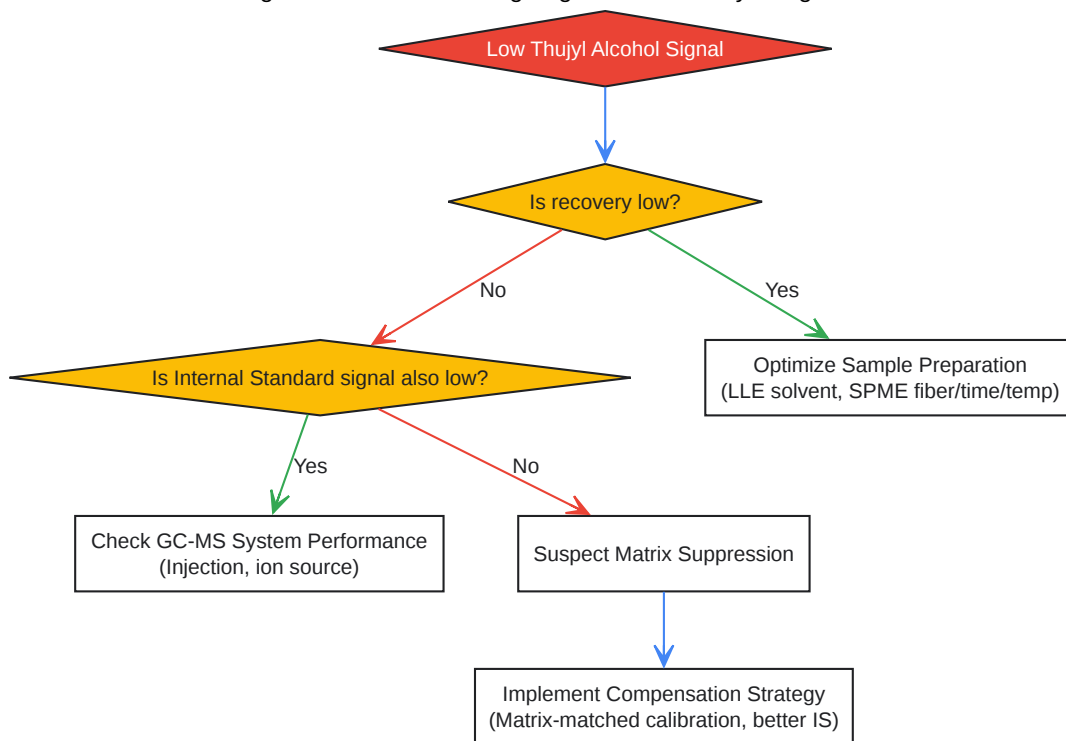 Low Thujyl Alcohol Signal
Is recovery low?
No
Yes
Is Internal Standard signal also low?
Optimize Sample Preparation
(LLE solvent, SPME fiber/time/temp)
Yes
No
Check GC-MS System Performance
(Injection, ion source)
Suspect Matrix Suppression
Implement Compensation Strategy
(Matrix-matched calibration, better IS)